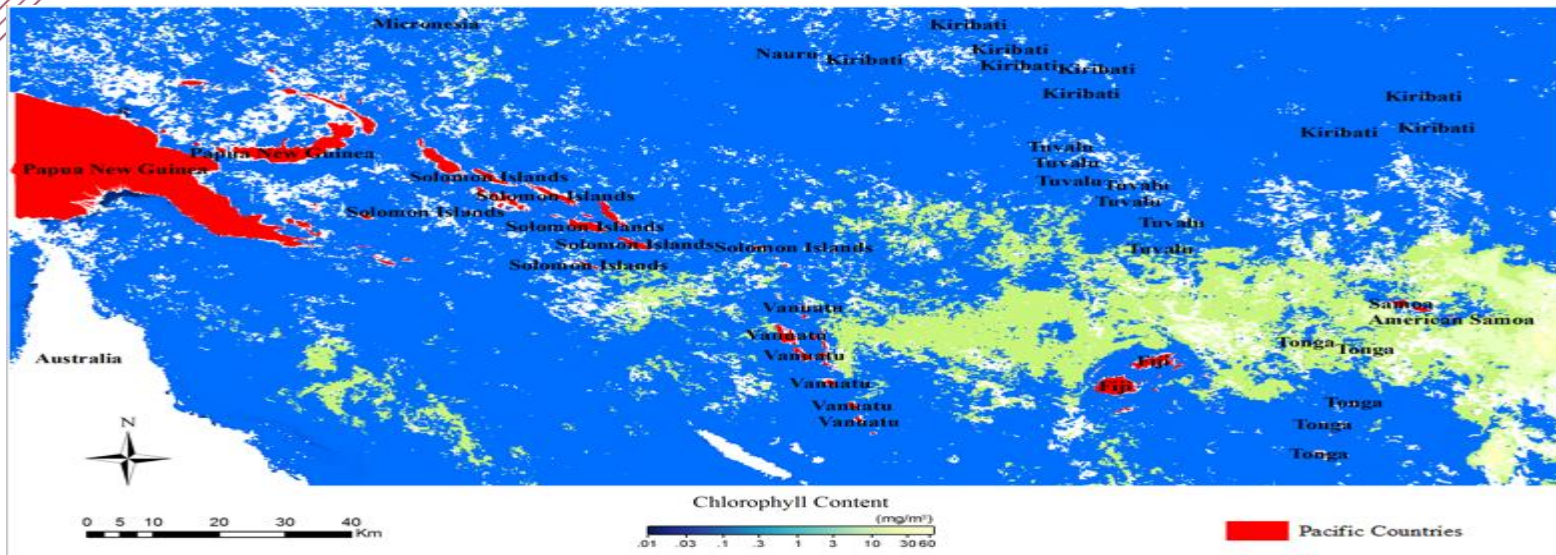 Micronesia
Kiribati
Nauru
Kiribati
Kiribati
Kiribati
Kiribati
Kiribati
Kiribati
Kiribati
Kiribati
Papua New Guinea
Papua New Guinea
Solomon Islands
Solomon Islands
Solomon Islands
Solomon Islands
Solomon Islands
Solomon Islands
Solomon Islands
Tuvalu
Tuvalu
Tuvalu
Tuvalu
Tuvalu
Tuvalu
Tuvalu
Vanuatu
Vanuatu
Vanuatu
Vanuatu
Vanuatu
Vanuatu
Samoa
American Samoa
Tonga
Tonga
Fiji
Fiji
Tonga
Tonga
Tonga
Australia
N
0 5 10 20 30 40
Km
Chlorophyll Content
(mg/m³)
.01 .03 .1 .3 1 3 10 30 60
Pacific Countries